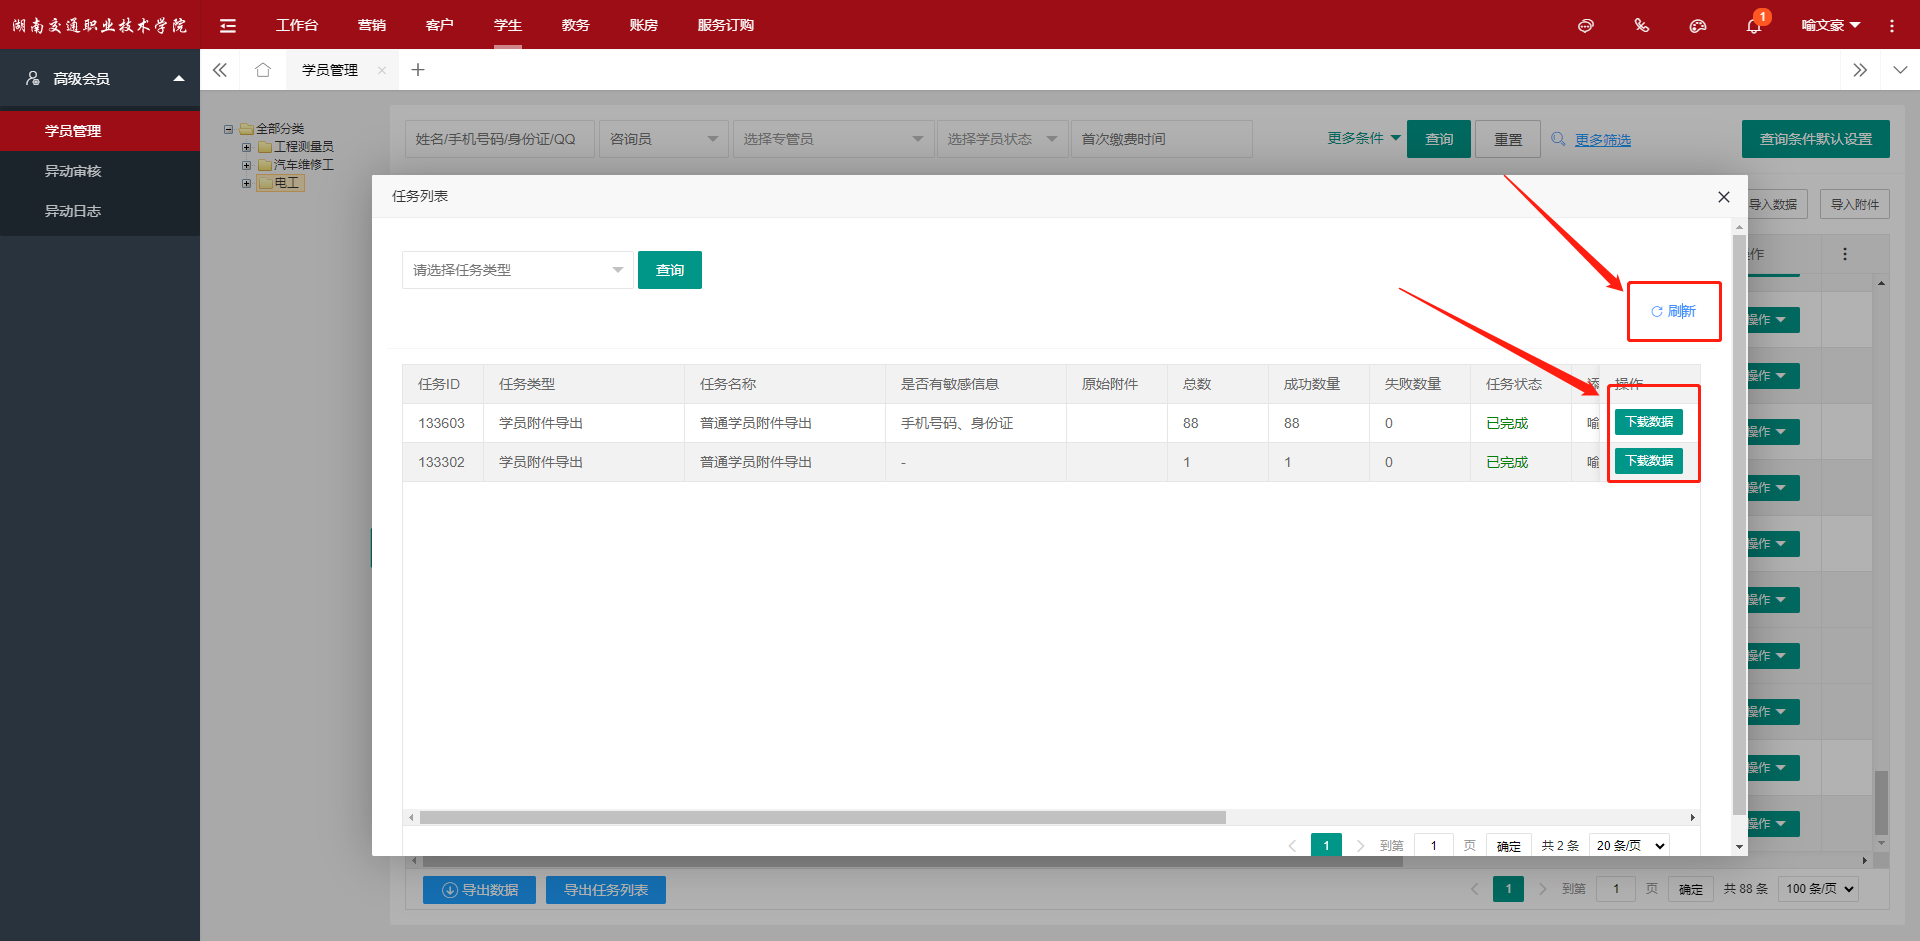 湖南交通职业技术学院
工作台 营销 客户 学生 教务 账房 服务订购
1
喻文豪
高级会员
学员管理
异动审核
异动日志
学员管理
全部分类
工程测量员
汽车维修工
电工
姓名/手机号码/身份证/QQ 咨询员 选择专管员 选择学员状态 首次缴费时间 更多条件 查询 重置 更多筛选 查询条件默认设置
导入数据 导入附件
任务列表
请选择任务类型 查询
刷新
任务ID 任务类型 任务名称 是否有敏感信息 原始附件 总数 成功数量 失败数量 任务状态 操作
133603 学员附件导出 普通学员附件导出 手机号码、身份证 88 88 0 已完成 喻 下载数据
133302 学员附件导出 普通学员附件导出 - 1 1 0 已完成 喻 下载数据
1 到第 1 页 确定 共 2 条 20 条/页
操作
操作
操作
操作
操作
操作
操作
操作
操作
操作
导出数据 导出任务列表
1 到第 1 页 确定 共 88 条 100 条/页